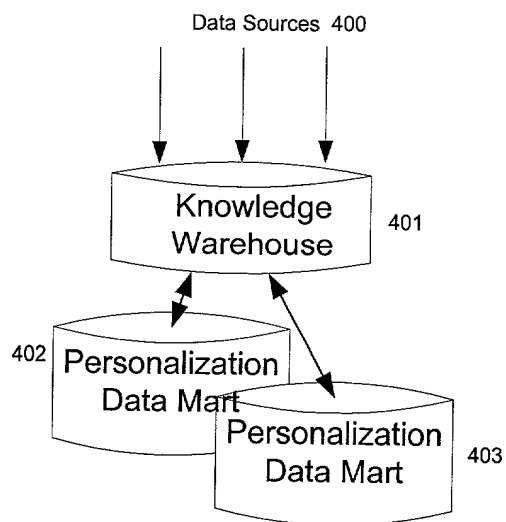 Data Sources 400
Knowledge
Warehouse
401
402
Personalization
Data Mart
Personalization
Data Mart
403